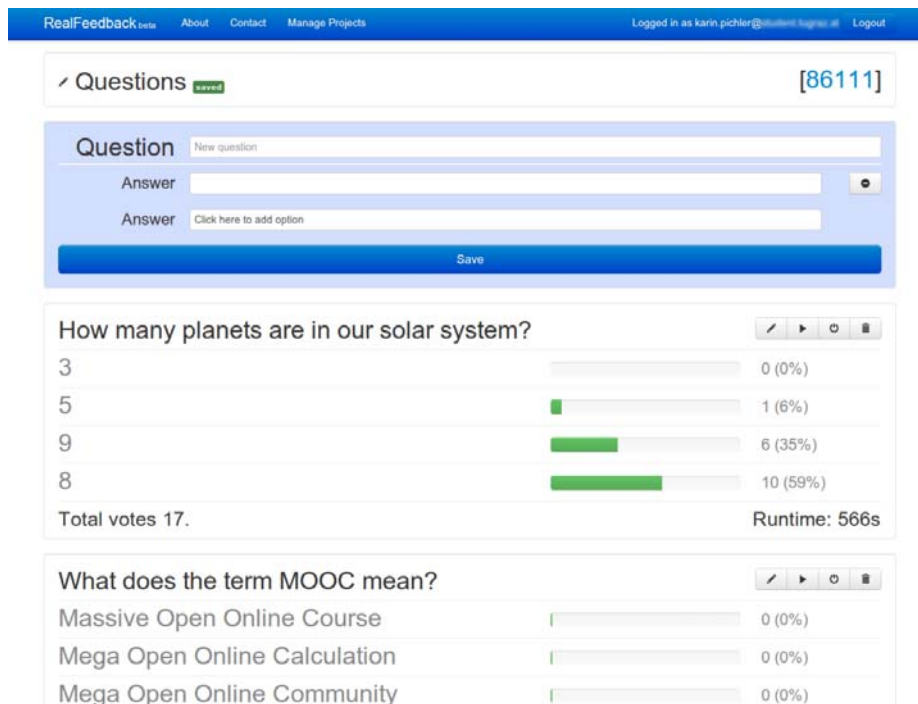 RealFeedback beta About Contact Manage Projects Logged in as karin.pichler@ Logout
Questions saved [86111]
Question New question
Answer
Answer Click here to add option
Save
How many planets are in our solar system?
3 0 (0%)
5 1 (6%)
9 6 (35%)
8 10 (59%)
Total votes 17. Runtime: 566s
What does the term MOOC mean?
Massive Open Online Course 0 (0%)
Mega Open Online Calculation 0 (0%)
Mega Open Online Community 0 (0%)